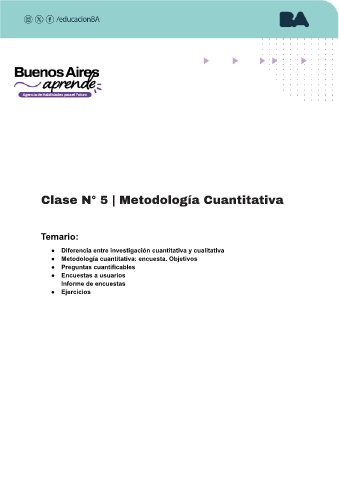 /educacionBA
BA
Buenos Aires
aprende
Agencia de Habilidades para el Futuro
Clase N° 5 | Metodología Cuantitativa
Temario:
● Diferencia entre investigación cuantitativa y cualitativa
● Metodología cuantitativa: encuesta. Objetivos
● Preguntas cuantificables
● Encuestas a usuarios
Informe de encuestas
● Ejercicios